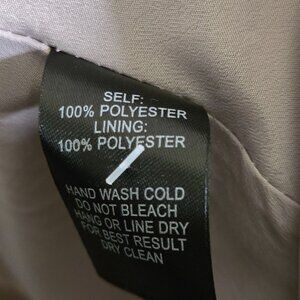 SELF:
100% POLYESTER
LINING:
100% POLYESTER
HAND WASH COLD
DO NOT BLEACH
HANG OR LINE DRY
FOR BEST RESULT
DRY CLEAN